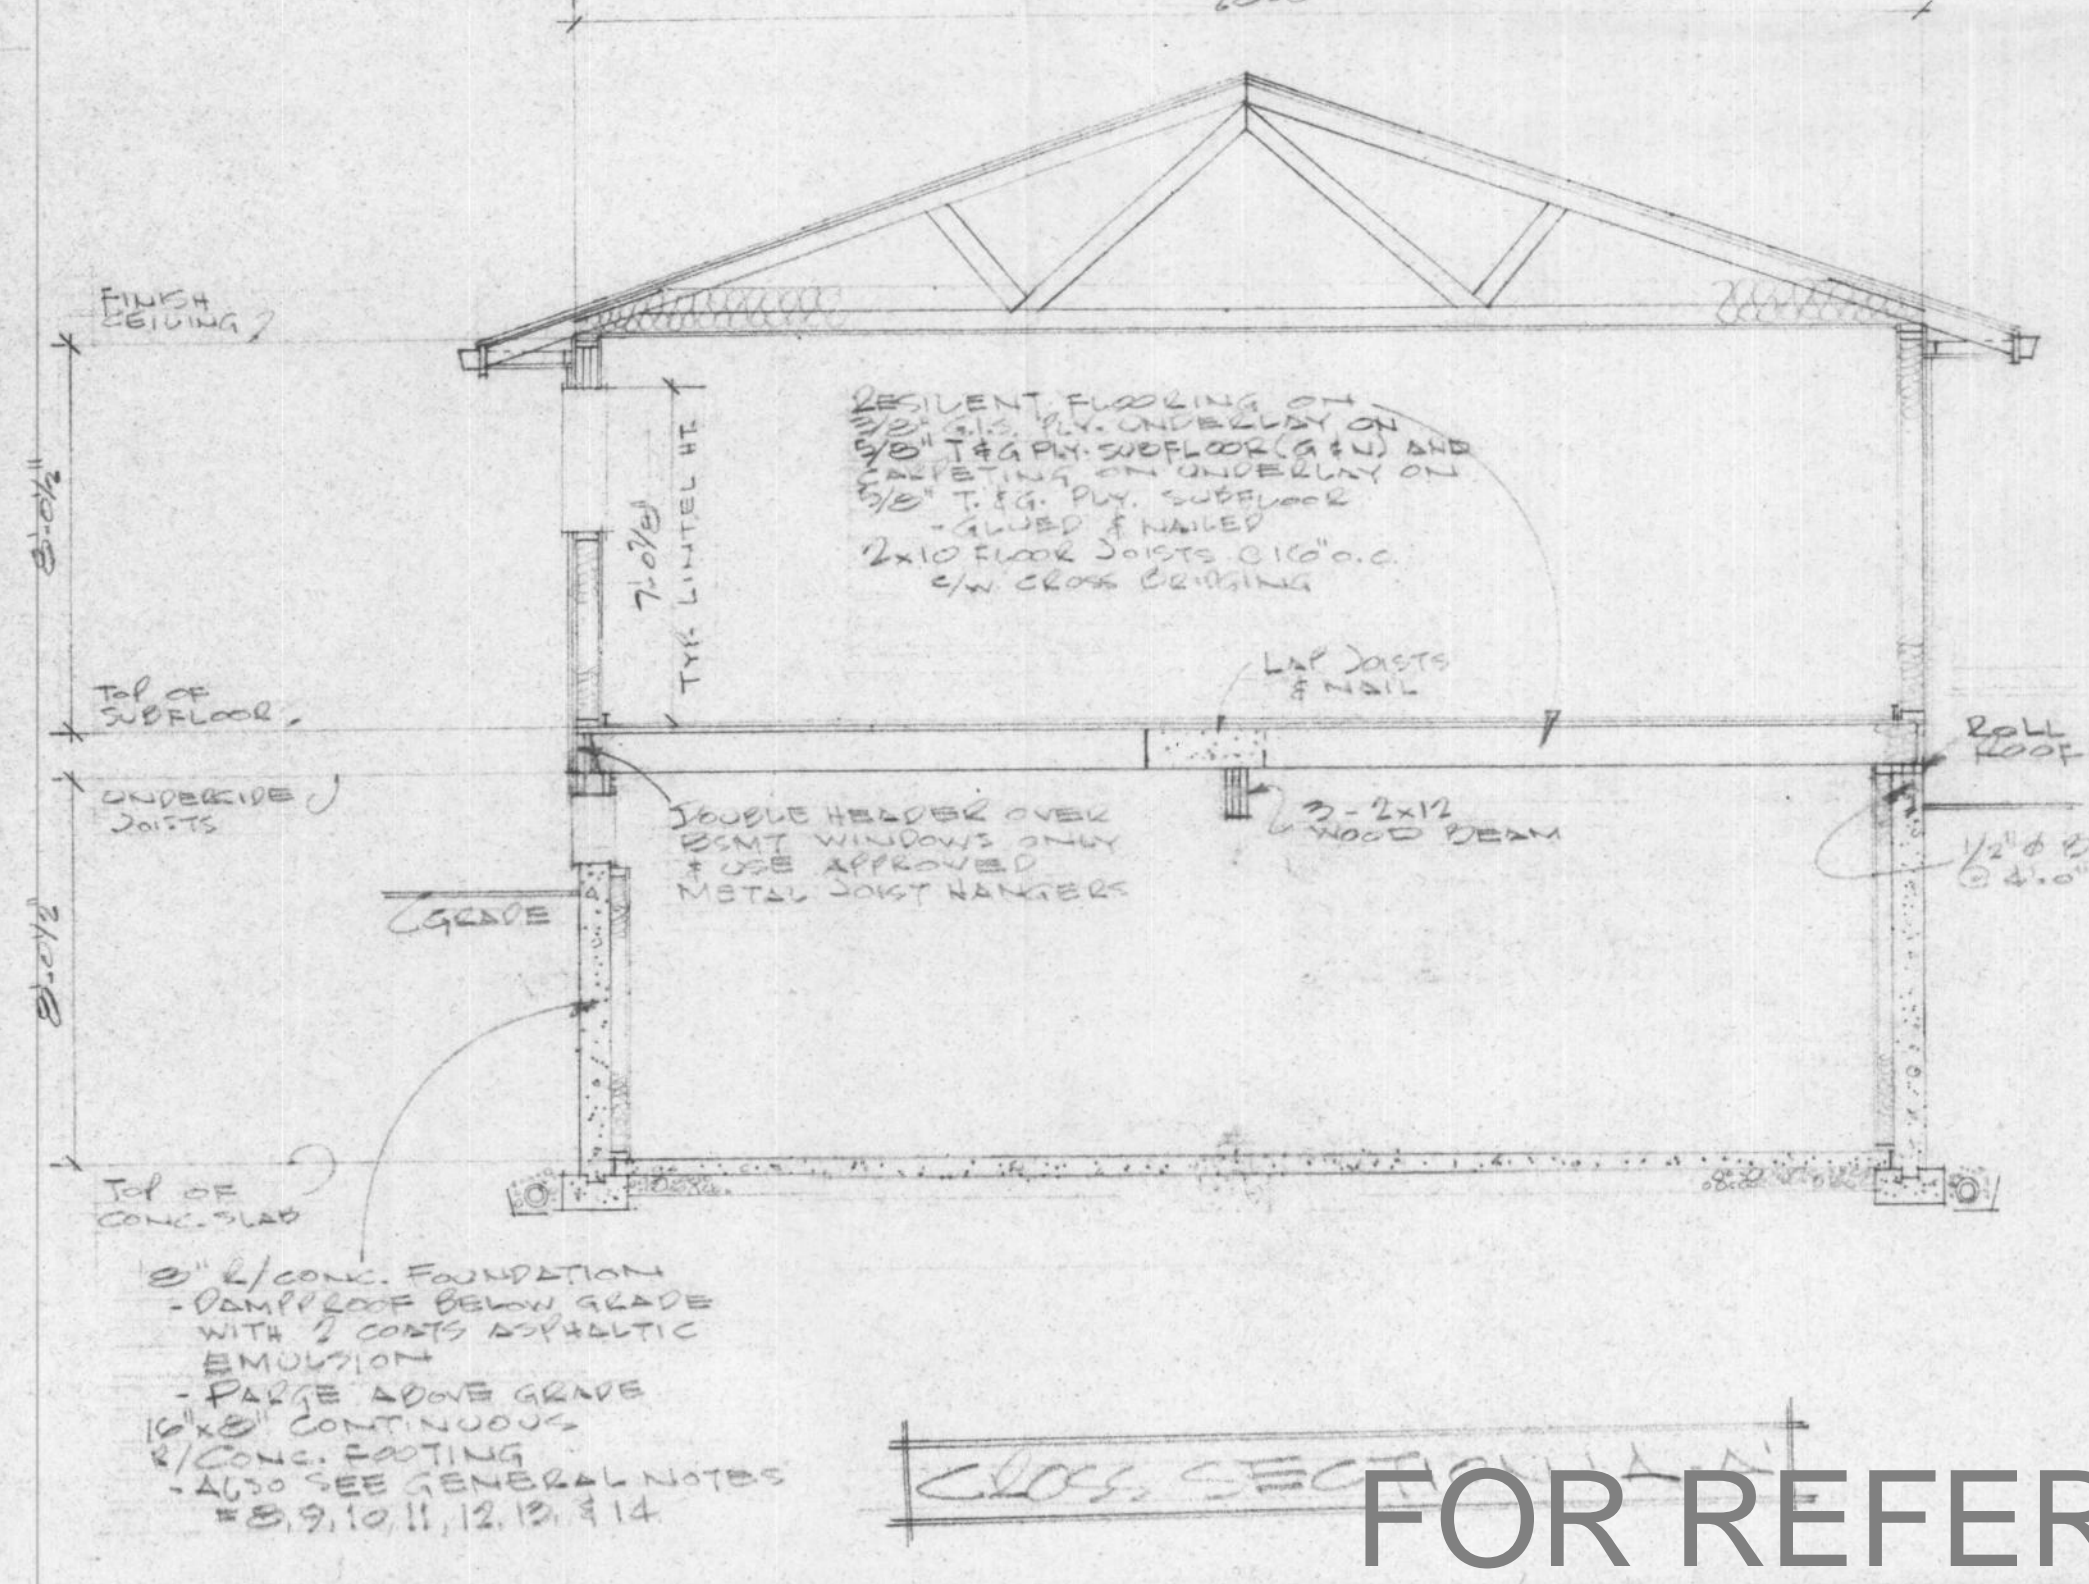 FINISH
CEILING
8'-0½"
RESILENT FLOORING ON
3/8" G.I.S. PLY. UNDERLAY ON
5/8" T & G PLY. SUBFLOOR (G & N) AND
CARPETING ON UNDERLAY ON
5/8" T. & G. PLY. SUBFLOOR
- GLUED & NAILED
2x10 FLOOR JOISTS @ 16" O.C.
C/W CROSS BRIDGING
TYP. LINTEL HT.
LAP JOISTS
& NAIL
TOP OF
SUBFLOOR
ROLL
ROOF
UNDERSIDE
JOISTS
DOUBLE HEADER OVER
BSMT WINDOWS ONLY
& USE APPROVED
METAL JOIST HANGERS
3 - 2x12
WOOD BEAM
1/2" Ø B
@ 4'-0"
GRADE
8'-0½"
TOP OF
CONC. SLAB
8" R/CONC. FOUNDATION
- DAMPPROOF BELOW GRADE
WITH 2 COATS ASPHALTIC
EMULSION
- PARGE ABOVE GRADE
16"x8" CONTINUOUS
R/CONC. FOOTING
- ALSO SEE GENERAL NOTES
# 8, 9, 10, 11, 12, 13, & 14
CROSS SECTION A-A'
FOR REFER